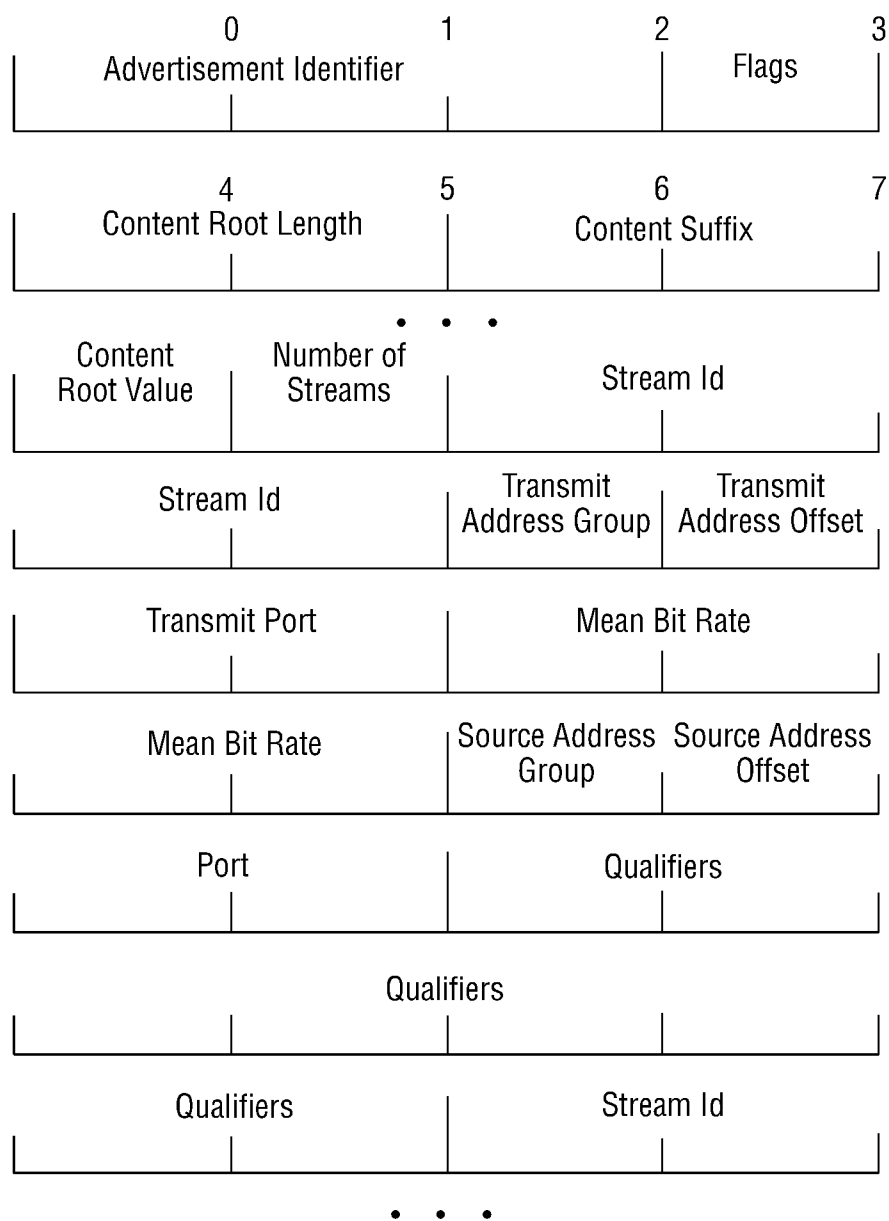 0 1 2 3
Advertisement Identifier Flags
4 5 6 7
Content Root Length Content Suffix
• • •
Content Number of
Root Value Streams Stream Id
Stream Id Transmit Transmit
Address Group Address Offset
Transmit Port Mean Bit Rate
Mean Bit Rate Source Address Source Address
Group Offset
Port Qualifiers
Qualifiers
Qualifiers Stream Id
• • •